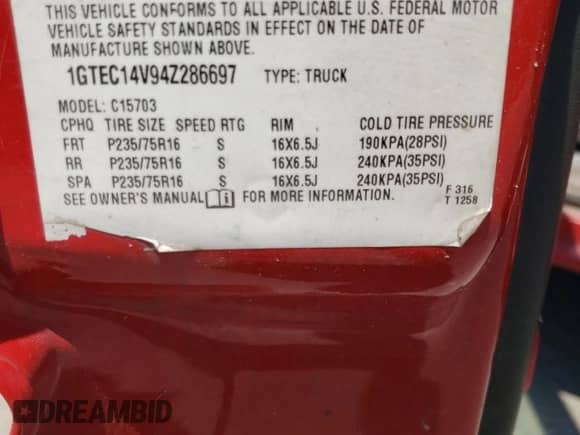 THIS VEHICLE CONFORMS TO ALL APPLICABLE U.S. FEDERAL MOTOR
VEHICLE SAFETY STANDARDS IN EFFECT ON THE DATE OF
MANUFACTURE SHOWN ABOVE.
1GTEC14V94Z286697 TYPE: TRUCK
MODEL: C15703
CPHQ TIRE SIZE SPEED RTG RIM COLD TIRE PRESSURE
FRT P235/75R16 S 16X6.5J 190KPA(28PSI)
RR P235/75R16 S 16X6.5J 240KPA(35PSI)
SPA P235/75R16 S 16X6.5J 240KPA(35PSI)
SEE OWNER'S MANUAL i FOR MORE INFORMATION.
F 316
T 1258
DREAMBID